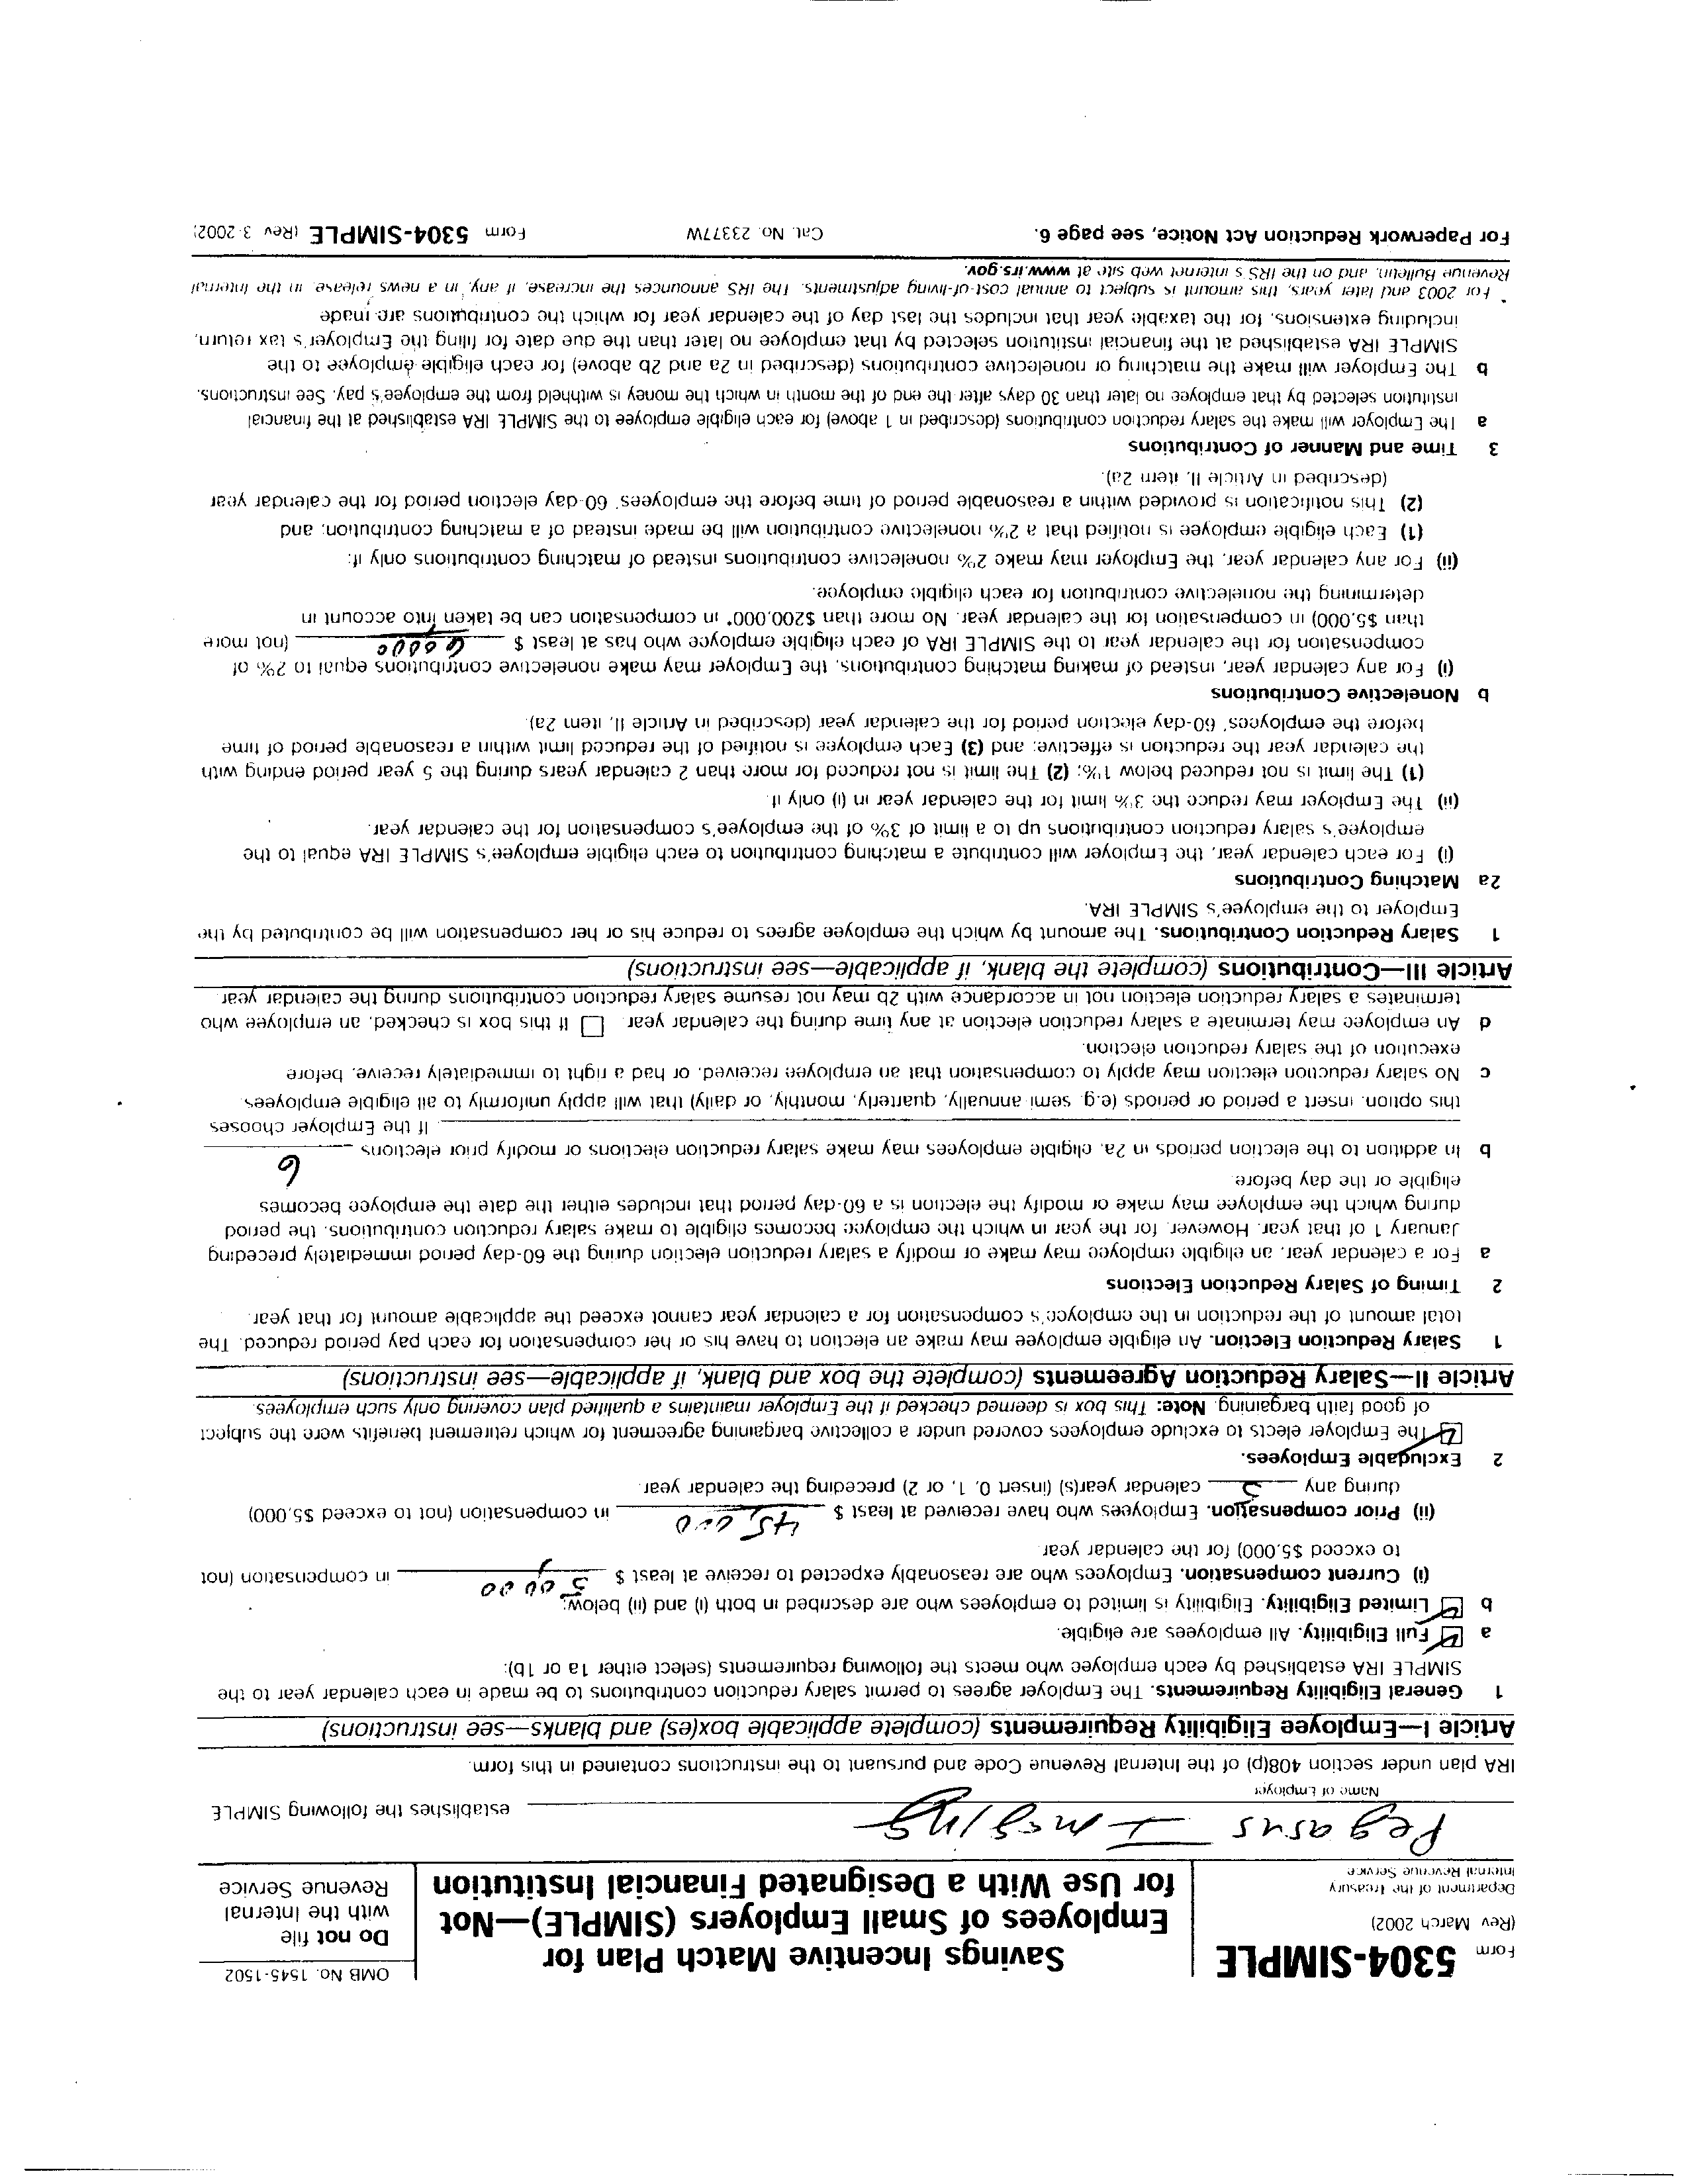 Form 5304-SIMPLE
(Rev March 2002)
Department of the Treasury
Internal Revenue Service
Savings Incentive Match Plan for
Employees of Small Employers (SIMPLE)—Not
for Use With a Designated Financial Institution
OMB No. 1545-1502
Do not file
with the Internal
Revenue Service
Pegasus establishes the following SIMPLE
Name of Employer
IRA plan under section 408(p) of the Internal Revenue Code and pursuant to the instructions contained in this form.
Article I—Employee Eligibility Requirements (complete applicable box(es) and blanks—see instructions)
1 General Eligibility Requirements. The Employer agrees to permit salary reduction contributions to be made in each calendar year to the
SIMPLE IRA established by each employee who meets the following requirements (select either 1a or 1b):
a Full Eligibility. All employees are eligible.
b Limited Eligibility. Eligibility is limited to employees who are described in both (i) and (ii) below:
(i) Current compensation. Employees who are reasonably expected to receive at least $ in compensation (not
to exceed $5,000) for the calendar year
(ii) Prior compensation. Employees who have received at least $ 45,000 in compensation (not to exceed $5,000)
during any calendar year(s) (insert 0, 1, or 2) preceding the calendar year
2 Excludable Employees.
The Employer elects to exclude employees covered under a collective bargaining agreement for which retirement benefits were the subject
of good faith bargaining. Note: This box is deemed checked if the Employer maintains a qualified plan covering only such employees.
Article II—Salary Reduction Agreements (complete the box and blank, if applicable—see instructions)
1 Salary Reduction Election. An eligible employee may make an election to have his or her compensation for each pay period reduced. The
total amount of the reduction in the employee's compensation for a calendar year cannot exceed the applicable amount for that year.
2 Timing of Salary Reduction Elections
a For a calendar year, an eligible employee may make or modify a salary reduction election during the 60-day period immediately preceding
January 1 of that year. However, for the year in which the employee becomes eligible to make salary reduction contributions, the period
during which the employee may make or modify the election is a 60-day period that includes either the date the employee becomes
eligible or the day before.
b In addition to the election periods in 2a, eligible employees may make salary reduction elections or modify prior elections 6
If the Employer chooses
this option, insert a period or periods (e.g. semi annually, quarterly, monthly, or daily) that will apply uniformly to all eligible employees.
c No salary reduction election may apply to compensation that an employee received, or had a right to immediately receive, before
execution of the salary reduction election.
d An employee may terminate a salary reduction election at any time during the calendar year. If this box is checked, an employee who
terminates a salary reduction election not in accordance with 2b may not resume salary reduction contributions during the calendar year.
Article III—Contributions (complete the blank, if applicable—see instructions)
1 Salary Reduction Contributions. The amount by which the employee agrees to reduce his or her compensation will be contributed by the
Employer to the employee's SIMPLE IRA.
2a Matching Contributions
(i) For each calendar year, the Employer will contribute a matching contribution to each eligible employee's SIMPLE IRA equal to the
employee's salary reduction contributions up to a limit of 3% of the employee's compensation for the calendar year.
(ii) The Employer may reduce the 3% limit for the calendar year in (i) only if
(1) The limit is not reduced below 1%; (2) The limit is not reduced for more than 2 calendar years during the 5 year period ending with
the calendar year the reduction is effective; and (3) Each employee is notified of the reduced limit within a reasonable period of time
before the employees' 60-day election period for the calendar year (described in Article II, item 2a).
b Nonelective Contributions
(i) For any calendar year, instead of making matching contributions, the Employer may make nonelective contributions equal to 2% of
compensation for the calendar year to the SIMPLE IRA of each eligible employee who has at least $ (not more
than $5,000) in compensation for the calendar year. No more than $200,000* in compensation can be taken into account in
determining the nonelective contribution for each eligible employee.
(ii) For any calendar year, the Employer may make 2% nonelective contributions instead of matching contributions only if:
(1) Each eligible employee is notified that a 2% nonelective contribution will be made instead of a matching contribution; and
(2) This notification is provided within a reasonable period of time before the employees' 60-day election period for the calendar year
(described in Article II, item 2a).
3 Time and Manner of Contributions
a The Employer will make the salary reduction contributions (described in 1 above) for each eligible employee to the SIMPLE IRA established at the financial
institution selected by that employee no later than 30 days after the end of the month in which the money is withheld from the employee's pay. See instructions.
b The Employer will make the matching or nonelective contributions (described in 2a and 2b above) for each eligible employee to the
SIMPLE IRA established at the financial institution selected by that employee no later than the due date for filing the Employer's tax return,
including extensions, for the taxable year that includes the last day of the calendar year for which the contributions are made
* For 2003 and later years, this amount is subject to annual cost-of-living adjustments. The IRS announces the increase, if any, in a news release, in the Internal
Revenue Bulletin, and on the IRS's internet web site at www.irs.gov.
For Paperwork Reduction Act Notice, see page 6. Cat. No. 23377W Form 5304-SIMPLE (Rev 3-2002)